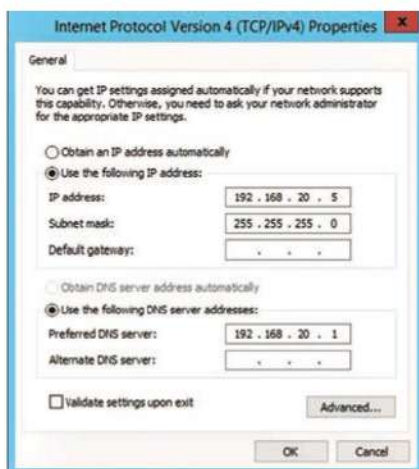 Internet Protocol Version 4 (TCP/IPv4) Properties
x
General
You can get IP settings assigned automatically if your network supports
this capability. Otherwise, you need to ask your network administrator
for the appropriate IP settings.
Obtain an IP address automatically
Use the following IP address:
IP address: 192 . 168 . 20 . 5
Subnet mask: 255 . 255 . 255 . 0
Default gateway: . . .
Obtain DNS server address automatically
Use the following DNS server addresses:
Preferred DNS server: 192 . 168 . 20 . 1
Alternate DNS server: . . .
Validate settings upon exit
Advanced...
OK Cancel